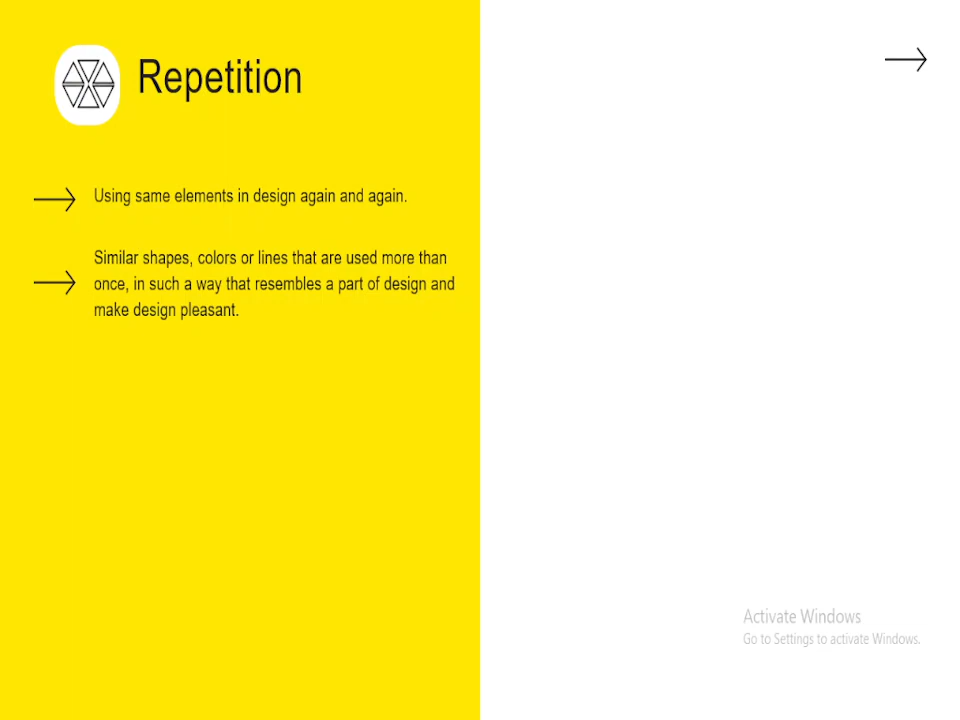 Repetition
Using same elements in design again and again.
Similar shapes, colors or lines that are used more than
once, in such a way that resembles a part of design and
make design pleasant.
Activate Windows
Go to Settings to activate Windows.